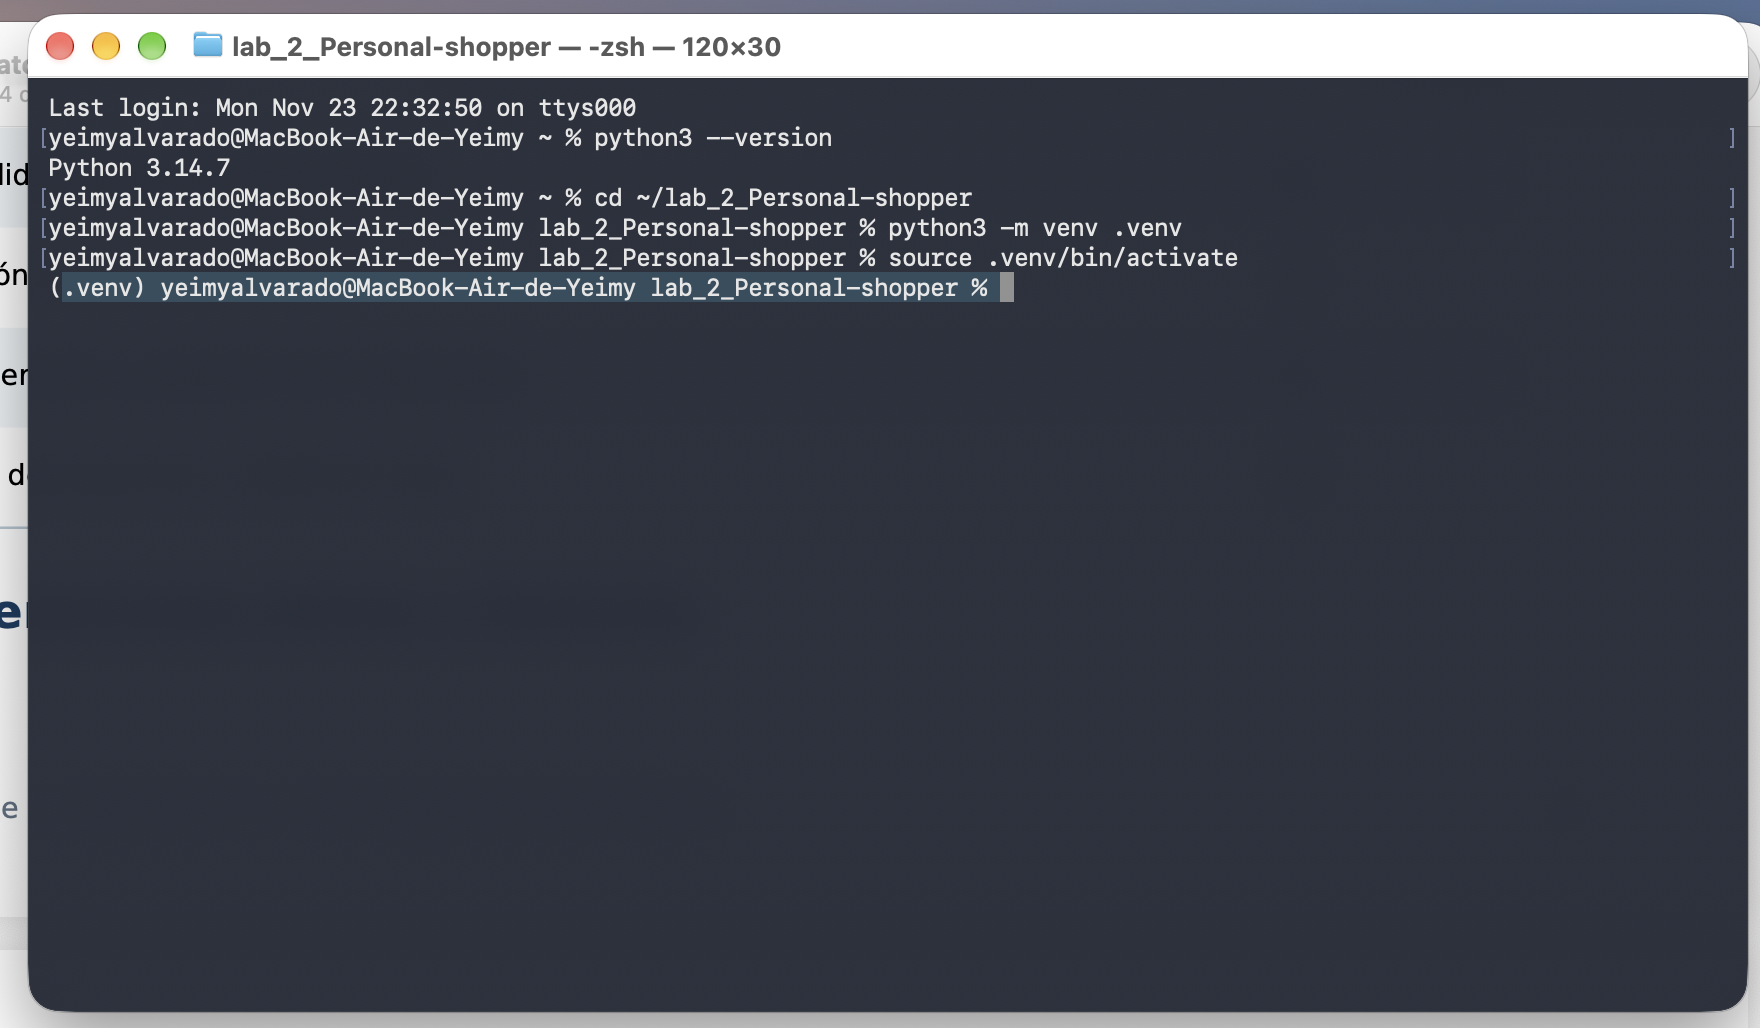 lab_2_Personal-shopper — -zsh — 120×30
Last login: Mon Nov 23 22:32:50 on ttys000
[yeimyalvarado@MacBook-Air-de-Yeimy ~ % python3 --version ]
Python 3.14.7
[yeimyalvarado@MacBook-Air-de-Yeimy ~ % cd ~/lab_2_Personal-shopper ]
[yeimyalvarado@MacBook-Air-de-Yeimy lab_2_Personal-shopper % python3 -m venv .venv ]
[yeimyalvarado@MacBook-Air-de-Yeimy lab_2_Personal-shopper % source .venv/bin/activate ]
(.venv) yeimyalvarado@MacBook-Air-de-Yeimy lab_2_Personal-shopper %